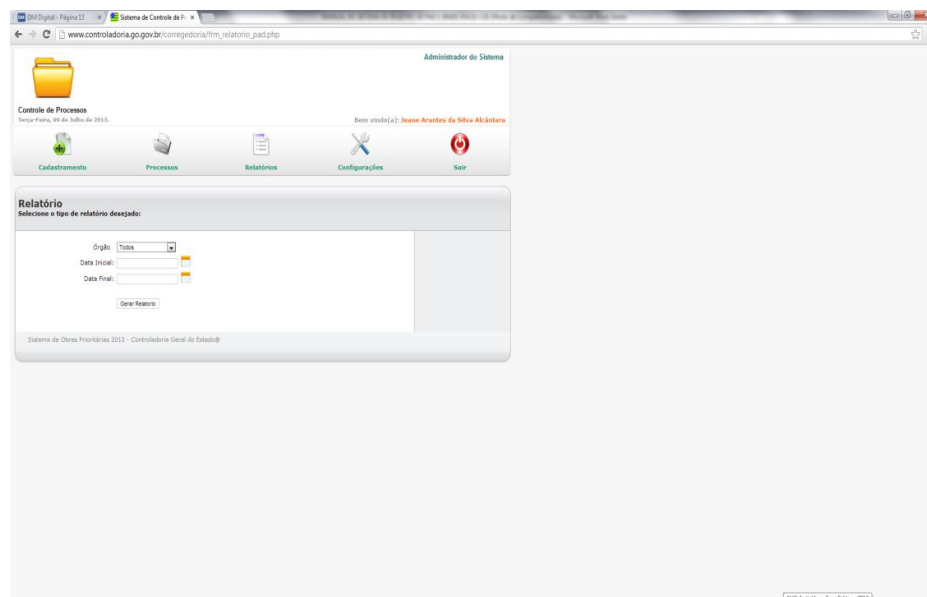 DM Digital - Página 13
Sistema de Controle de Pr
www.controladoria.go.gov.br/corregedoria/frm_relatorio_pad.php
Administrador do Sistema
Controle de Processos
Terça-Feira, 09 de Julho de 2013.
Bem vindo(a): Jeane Arantes da Silva Alcântara
Cadastramento Processos Relatórios Configurações Sair
Relatório
Selecione o tipo de relatório desejado:
Órgão Todos
Data Inicial:
Data Final:
Gerar Relatorio
Sistema de Obras Prioritárias 2013 - Controladoria Geral do Estado®